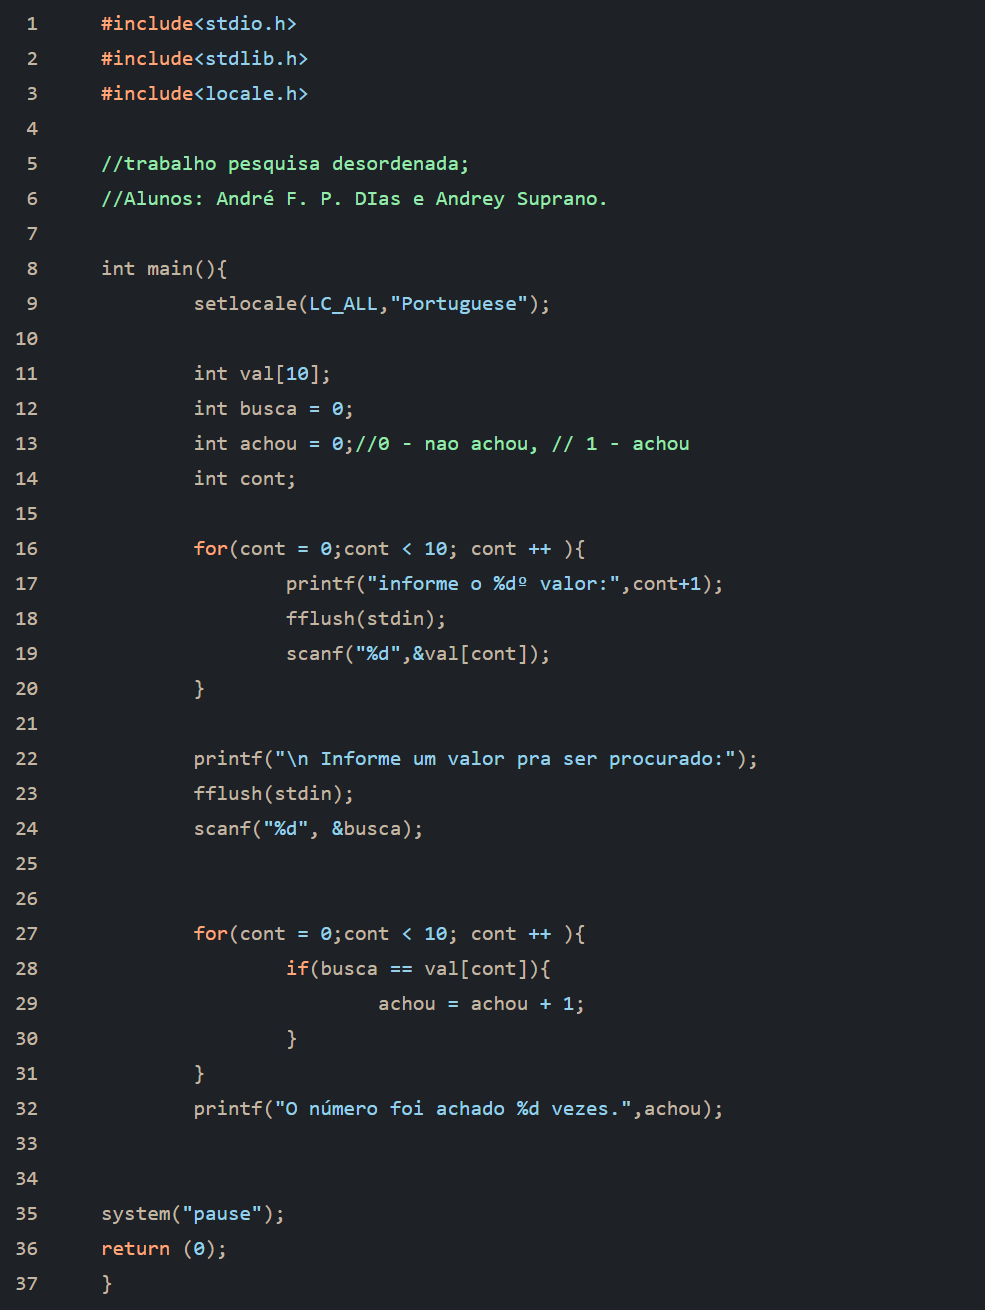 1 #include<stdio.h>
2 #include<stdlib.h>
3 #include<locale.h>
4
5 //trabalho pesquisa desordenada;
6 //Alunos: André F. P. DIas e Andrey Suprano.
7
8 int main(){
9 setlocale(LC_ALL,"Portuguese");
10
11 int val[10];
12 int busca = 0;
13 int achou = 0;//0 - nao achou, // 1 - achou
14 int cont;
15
16 for(cont = 0;cont < 10; cont ++ ){
17 printf("informe o %dº valor:",cont+1);
18 fflush(stdin);
19 scanf("%d",&val[cont]);
20 }
21
22 printf("\n Informe um valor pra ser procurado:");
23 fflush(stdin);
24 scanf("%d", &busca);
25
26
27 for(cont = 0;cont < 10; cont ++ ){
28 if(busca == val[cont]){
29 achou = achou + 1;
30 }
31 }
32 printf("O número foi achado %d vezes.",achou);
33
34
35 system("pause");
36 return (0);
37 }